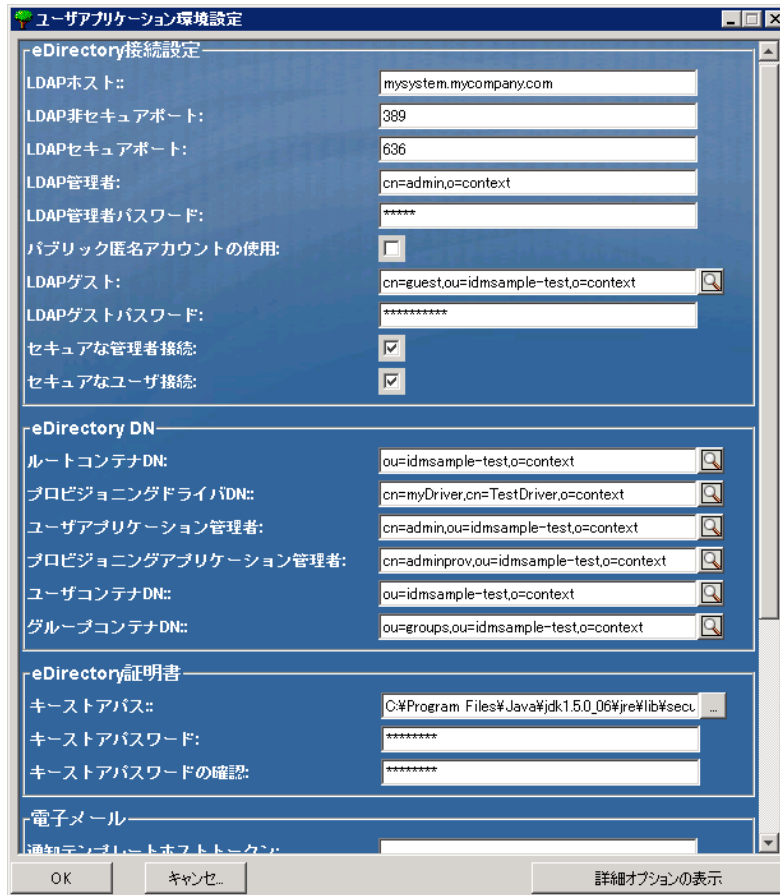 ユーザアプリケーション環境設定
eDirectory接続設定
LDAPホスト:: mysystem.mycompany.com
LDAP非セキュアポート: 389
LDAPセキュアポート: 636
LDAP管理者: cn=admin,o=context
LDAP管理者パスワード: *****
パブリック匿名アカウントの使用:
LDAPゲスト: cn=guest,ou=idmsample-test,o=context
LDAPゲストパスワード: **********
セキュアな管理者接続:
セキュアなユーザ接続:
eDirectory DN
ルートコンテナDN: ou=idmsample-test,o=context
プロビジョニングドライバDN:: cn=myDriver,cn=TestDriver,o=context
ユーザアプリケーション管理者: cn=admin,ou=idmsample-test,o=context
プロビジョニングアプリケーション管理者: cn=adminprov,ou=idmsample-test,o=context
ユーザコンテナDN:: ou=idmsample-test,o=context
グループコンテナDN:: ou=groups,ou=idmsample-test,o=context
eDirectory証明書
キーストアパス:: C:¥Program Files¥Java¥jdk1.5.0_06¥jre¥lib¥secu ...
キーストアパスワード: ********
キーストアパスワードの確認: ********
電子メール
通知テンプレートホストトークン:
OK キャンセ... 詳細オプションの表示